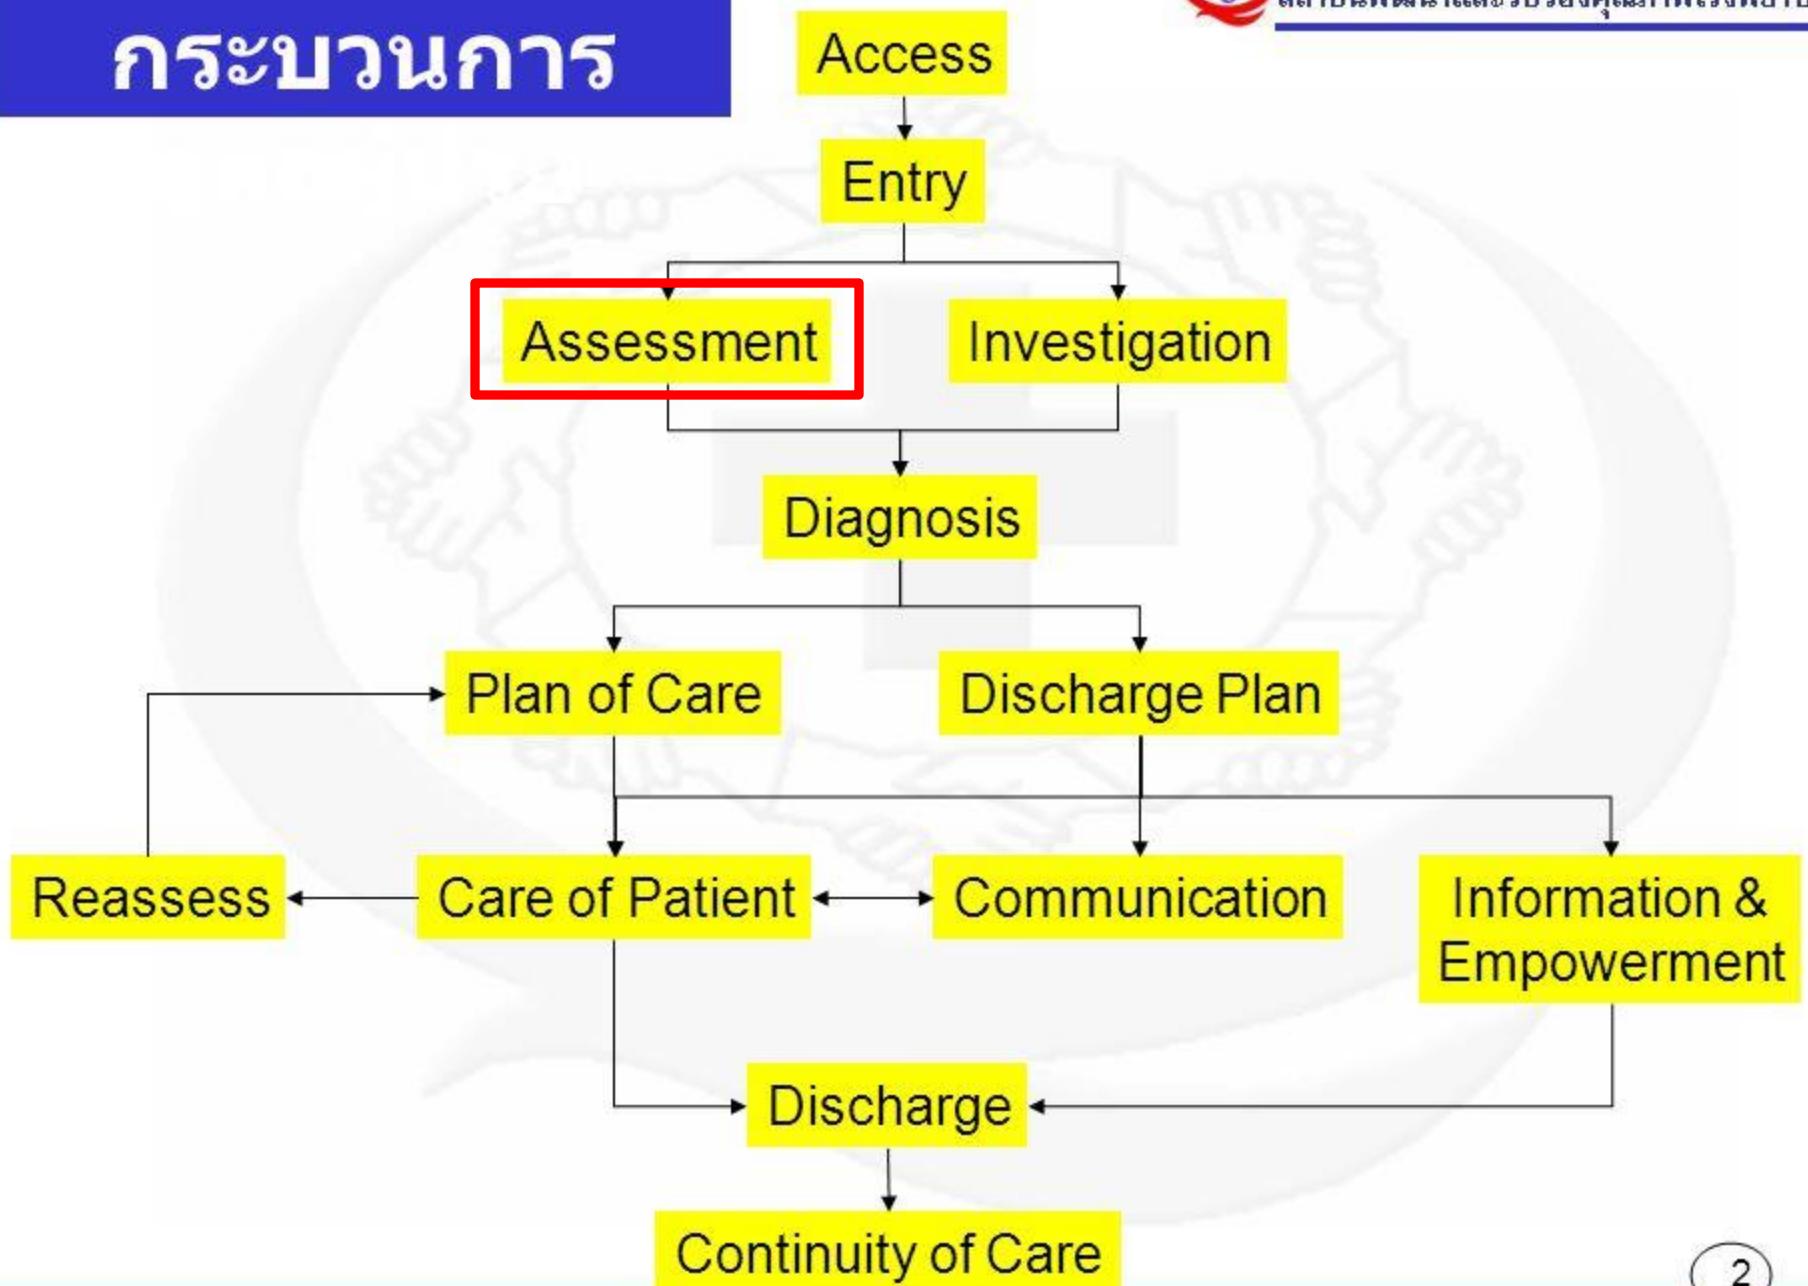 กระบวนการ
Access
Entry
Assessment
Investigation
Diagnosis
Plan of Care
Discharge Plan
Reassess
Care of Patient
Communication
Information &
Empowerment
Discharge
Continuity of Care
2